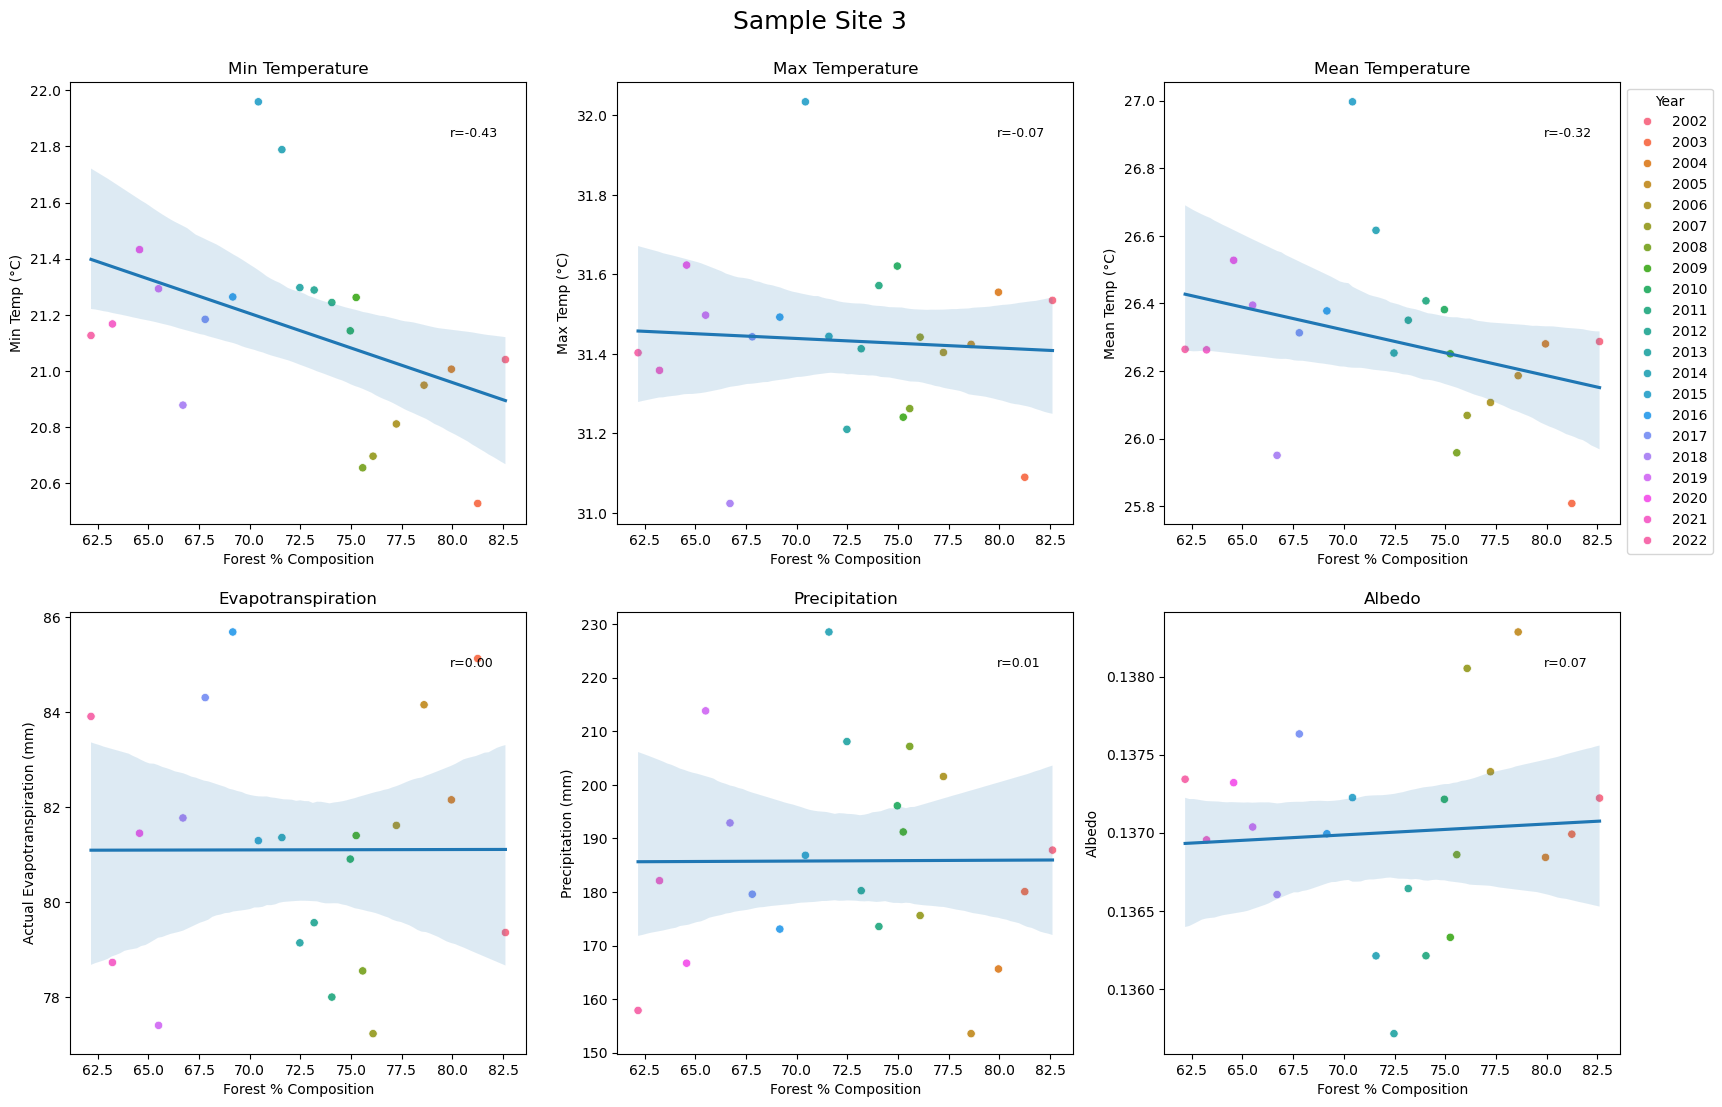 Sample Site 3
Min Temperature
Max Temperature
Mean Temperature
22.0
21.8
21.6
21.4
21.2
21.0
20.8
20.6
Min Temp (°C)
r=-0.43
62.5 65.0 67.5 70.0 72.5 75.0 77.5 80.0 82.5
Forest % Composition
32.0
31.8
31.6
31.4
31.2
31.0
Max Temp (°C)
r=-0.07
62.5 65.0 67.5 70.0 72.5 75.0 77.5 80.0 82.5
Forest % Composition
27.0
26.8
26.6
26.4
26.2
26.0
25.8
Mean Temp (°C)
r=-0.32
62.5 65.0 67.5 70.0 72.5 75.0 77.5 80.0 82.5
Forest % Composition
Year
2002
2003
2004
2005
2006
2007
2008
2009
2010
2011
2012
2013
2014
2015
2016
2017
2018
2019
2020
2021
2022
Evapotranspiration
86
84
82
80
78
Actual Evapotranspiration (mm)
r=0.00
62.5 65.0 67.5 70.0 72.5 75.0 77.5 80.0 82.5
Forest % Composition
Precipitation
230
220
210
200
190
180
170
160
150
Precipitation (mm)
r=0.01
62.5 65.0 67.5 70.0 72.5 75.0 77.5 80.0 82.5
Forest % Composition
Albedo
0.1380
0.1375
0.1370
0.1365
0.1360
Albedo
r=0.07
62.5 65.0 67.5 70.0 72.5 75.0 77.5 80.0 82.5
Forest % Composition